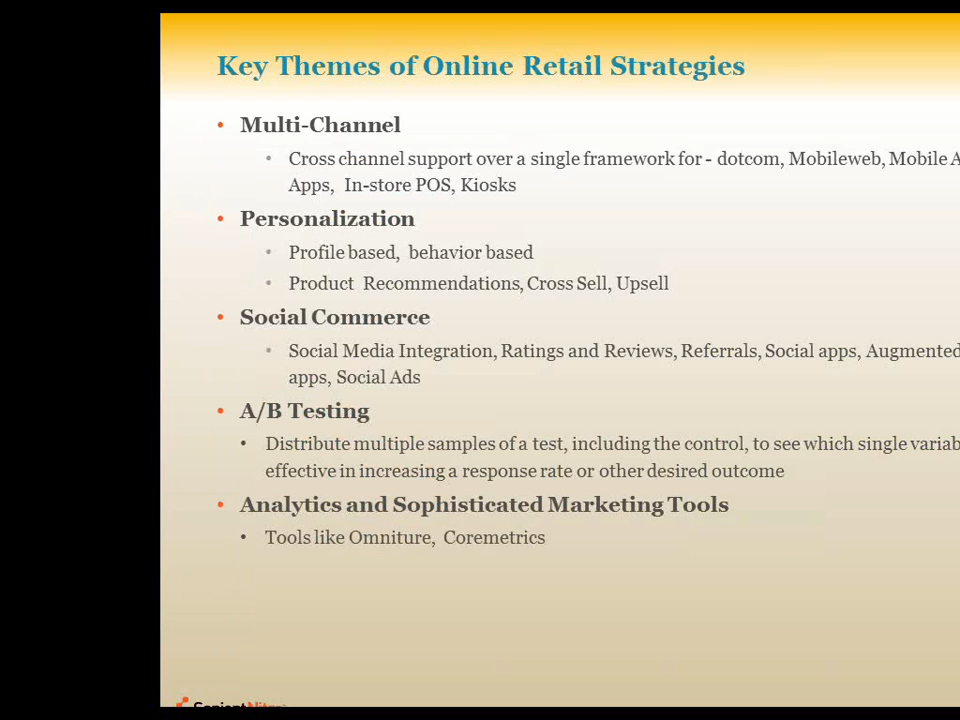 Key Themes of Online Retail Strategies
• Multi-Channel
• Cross channel support over a single framework for - dotcom, Mobileweb, Mobile A
Apps, In-store POS, Kiosks
• Personalization
• Profile based, behavior based
• Product Recommendations, Cross Sell, Upsell
• Social Commerce
• Social Media Integration, Ratings and Reviews, Referrals, Social apps, Augmented
apps, Social Ads
• A/B Testing
• Distribute multiple samples of a test, including the control, to see which single variab
effective in increasing a response rate or other desired outcome
• Analytics and Sophisticated Marketing Tools
• Tools like Omniture, Coremetrics
SapientNitro